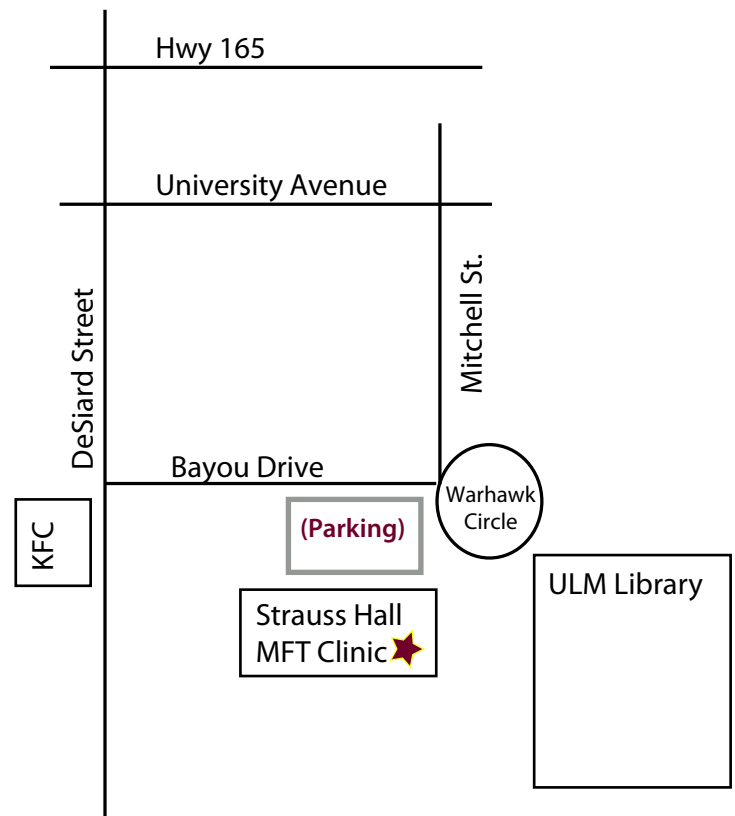 Hwy 165
University Avenue
DeSiard Street
Mitchell St.
Bayou Drive
Warhawk
Circle
(Parking)
KFC
ULM Library
Strauss Hall
MFT Clinic